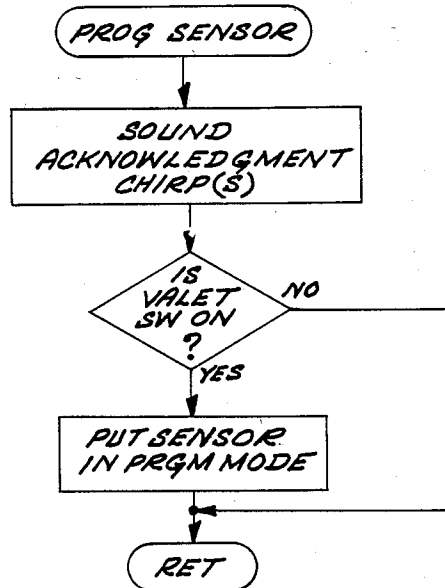 PROG SENSOR
SOUND
ACKNOWLEDGMENT
CHIRP(S)
IS
VALET
SW ON
?
NO
YES
PUT SENSOR
IN PRGM MODE
RET